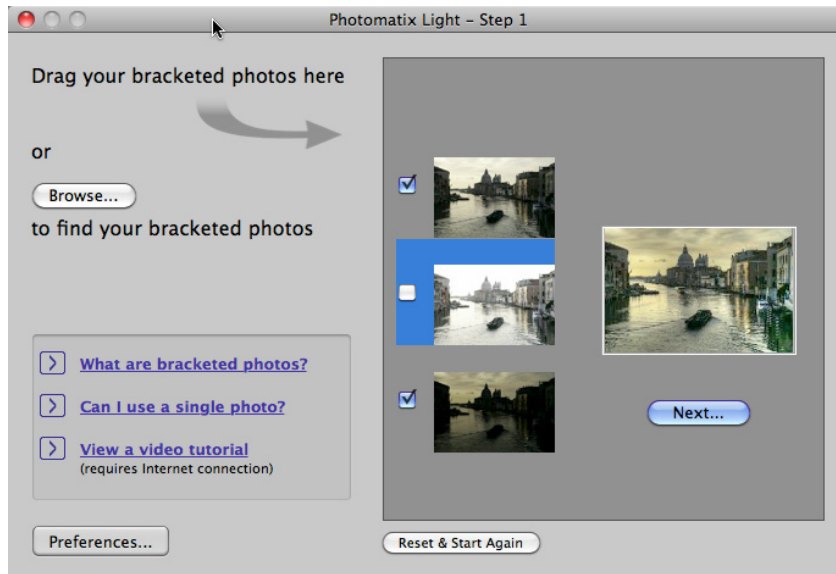 Photomatix Light – Step 1
Drag your bracketed photos here
or
Browse...
to find your bracketed photos
What are bracketed photos?
Can I use a single photo?
View a video tutorial
(requires Internet connection)
Preferences...
Next...
Reset & Start Again